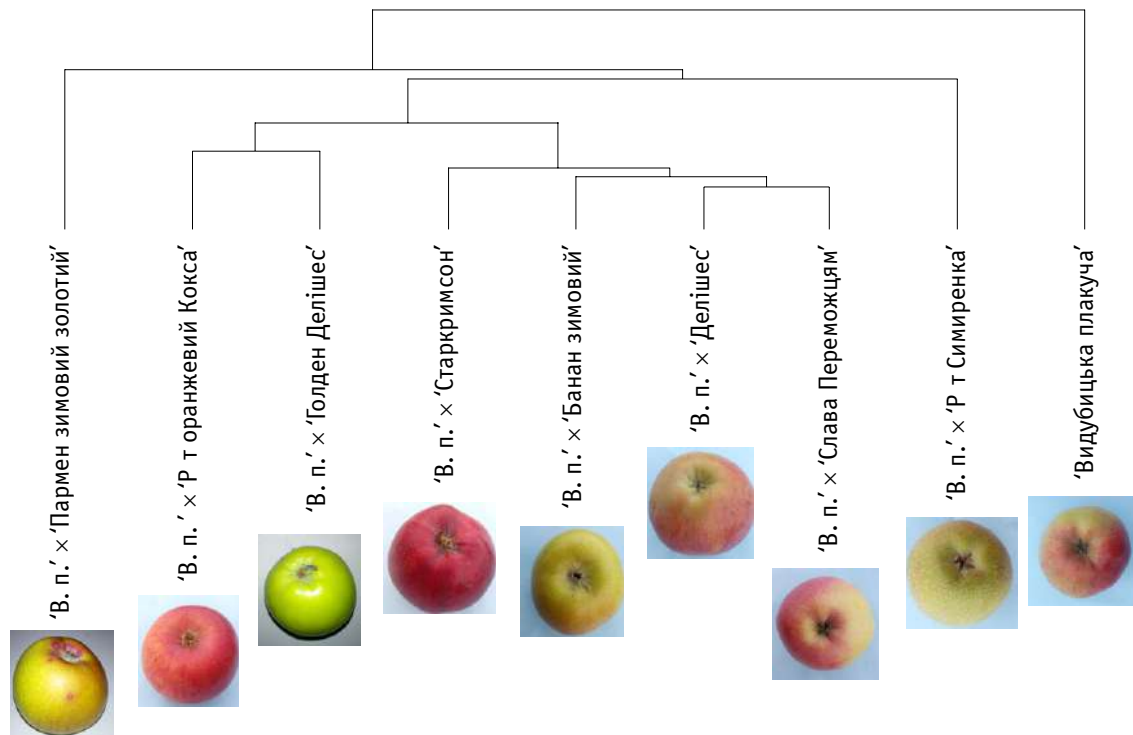 ‘В. п.’ × ‘Пармен зимовий золотий’
‘В. п.’ × ‘Р т оранжевий Кокса’
‘В. п.’ × ‘Голден Делішес’
‘В. п.’ × ‘Старкримсон’
‘В. п.’ × ‘Банан зимовий’
‘В. п.’ × ‘Делішес’
‘В. п.’ × ‘Слава Переможцям’
‘В. п.’ × ‘Р т Симиренка’
‘Видубицька плакуча’